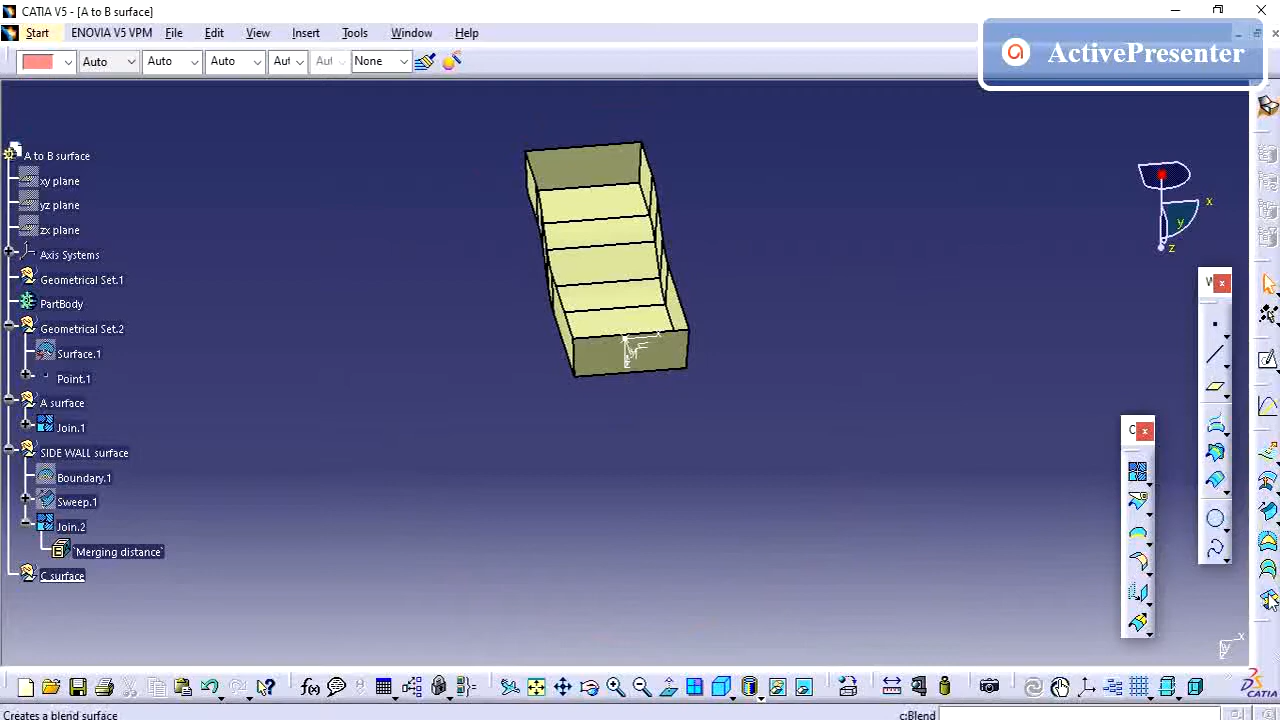 CATIA V5 - [A to B surface]
Start ENOVIA V5 VPM File Edit View Insert Tools Window Help
ActivePresenter
Auto Auto Auto Aut None
A to B surface
xy plane
yz plane
zx plane
Axis Systems
Geometrical Set.1
PartBody
Geometrical Set.2
Surface.1
Point.1
A surface
Join.1
SIDE WALL surface
Boundary.1
Sweep.1
Join.2
Merging distance`
C surface
x
y
z
W
C
x
f(x)
CATIA
Creates a blend surface
c:Blend